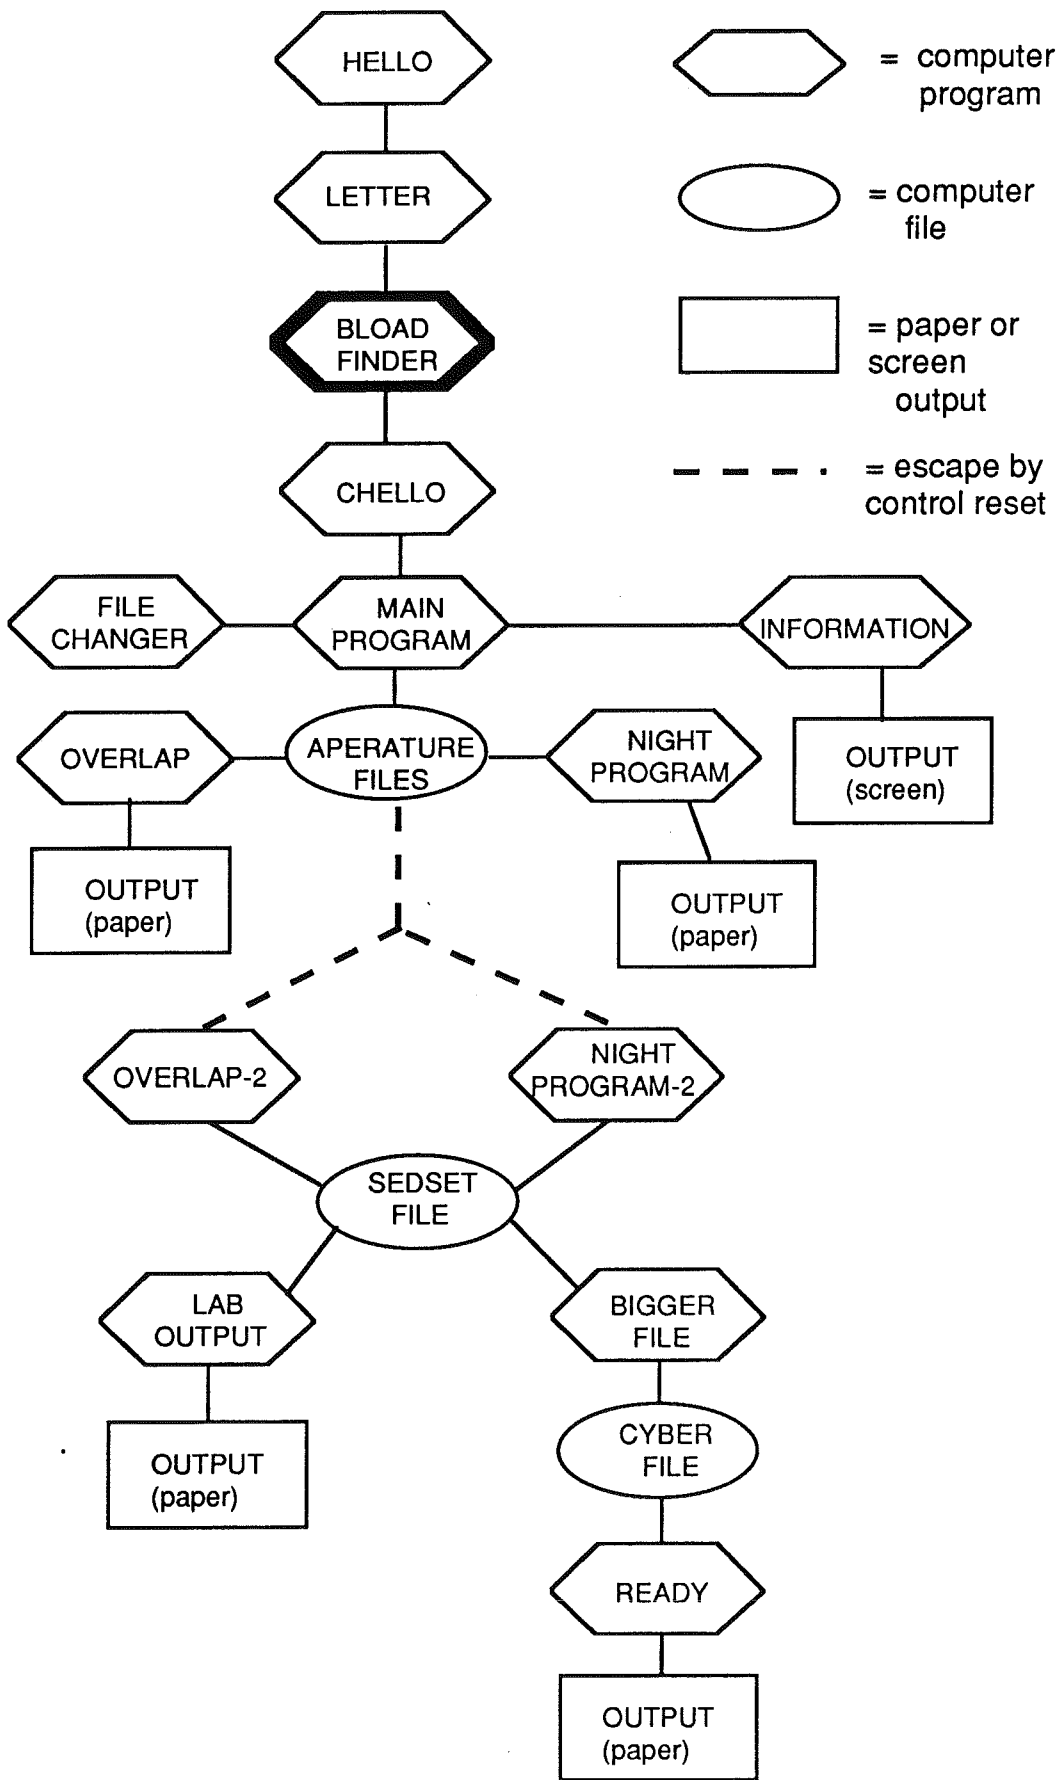 HELLO
= computer
program
LETTER
= computer
file
BLOAD
FINDER
= paper or
screen
output
CHELLO
= escape by
control reset
FILE
CHANGER
MAIN
PROGRAM
INFORMATION
OVERLAP
APERATURE
FILES
NIGHT
PROGRAM
OUTPUT
(screen)
OUTPUT
(paper)
OUTPUT
(paper)
OVERLAP-2
NIGHT
PROGRAM-2
SEDSET
FILE
LAB
OUTPUT
BIGGER
FILE
OUTPUT
(paper)
CYBER
FILE
READY
OUTPUT
(paper)